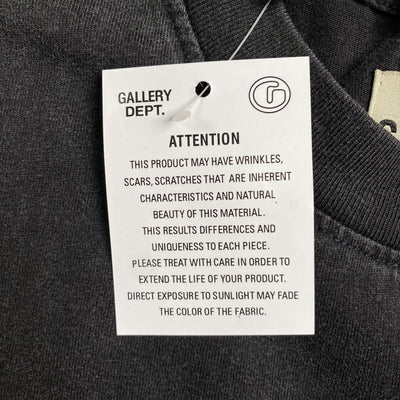 GALLERY
DEPT.
G
ATTENTION
THIS PRODUCT MAY HAVE WRINKLES,
SCARS, SCRATCHES THAT ARE INHERENT
CHARACTERISTICS AND NATURAL
BEAUTY OF THIS MATERIAL.
THIS RESULTS DIFFERENCES AND
UNIQUENESS TO EACH PIECE.
PLEASE TREAT WITH CARE IN ORDER TO
EXTEND THE LIFE OF YOUR PRODUCT.
DIRECT EXPOSURE TO SUNLIGHT MAY FADE
THE COLOR OF THE FABRIC.